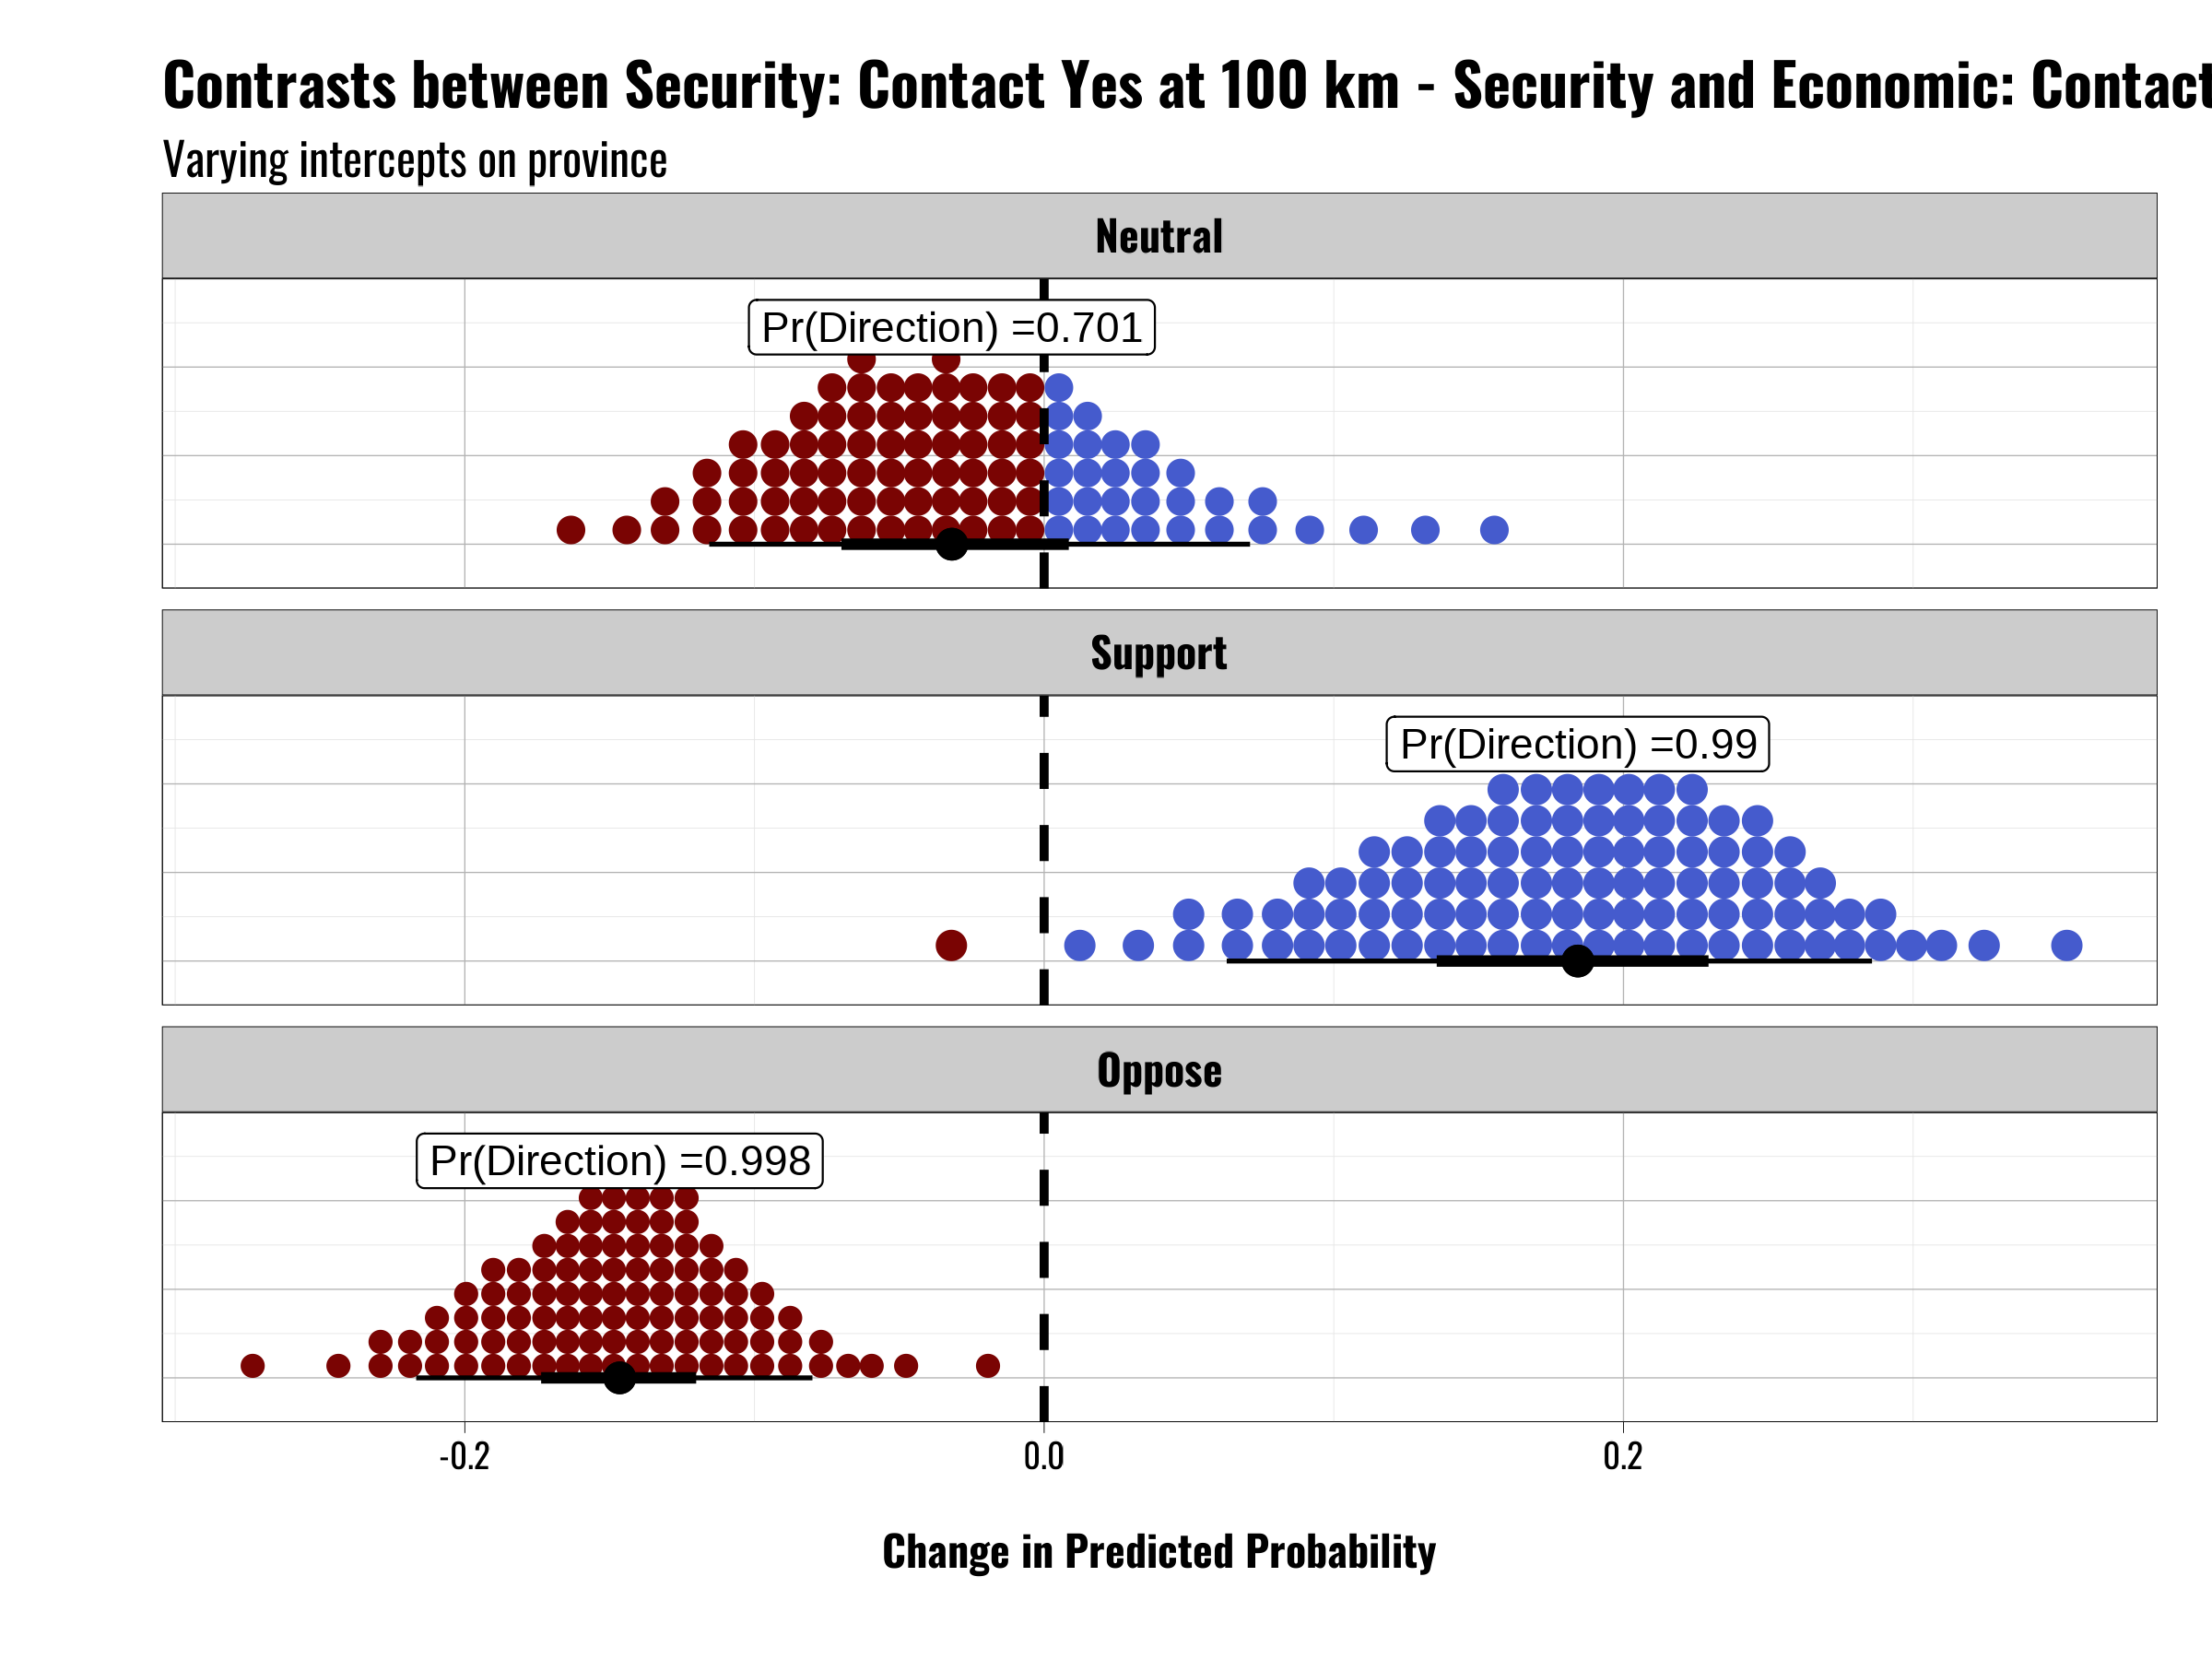 Contrasts between Security: Contact Yes at 100 km - Security and Economic: Contact
Varying intercepts on province
Neutral
Pr(Direction) =0.701
Support
Pr(Direction) =0.99
Oppose
Pr(Direction) =0.998
-0.2 0.0 0.2
Change in Predicted Probability